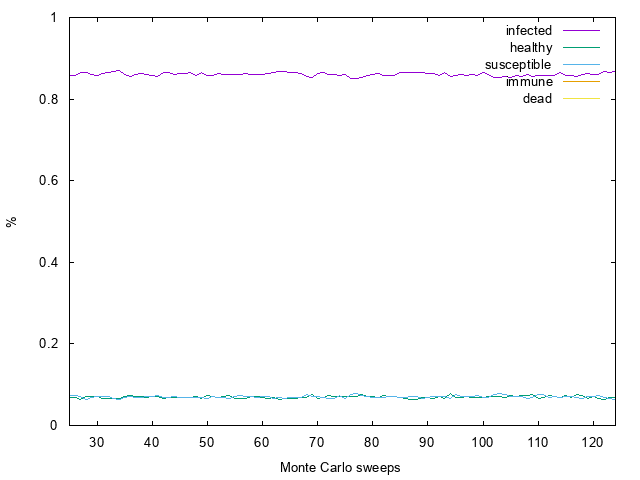 1
0.8
0.6
0.4
0.2
0
%
30 40 50 60 70 80 90 100 110 120
Monte Carlo sweeps
infected
healthy
susceptible
immune
dead